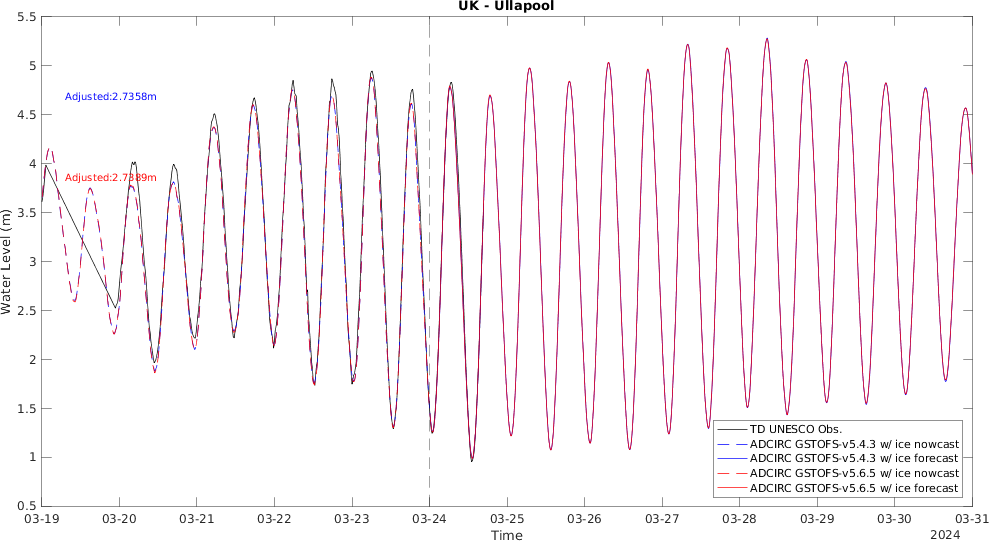 UK - Ullapool
5.5
5
4.5
4
3.5
3
2.5
2
1.5
1
0.5
Water Level (m)
Adjusted:2.7358m
Adjusted:2.7389m
TD UNESCO Obs.
ADCIRC GSTOFS-v5.4.3 w/ ice nowcast
ADCIRC GSTOFS-v5.4.3 w/ ice forecast
ADCIRC GSTOFS-v5.6.5 w/ ice nowcast
ADCIRC GSTOFS-v5.6.5 w/ ice forecast
03-19 03-20 03-21 03-22 03-23 03-24 03-25 03-26 03-27 03-28 03-29 03-30 03-31
Time
2024